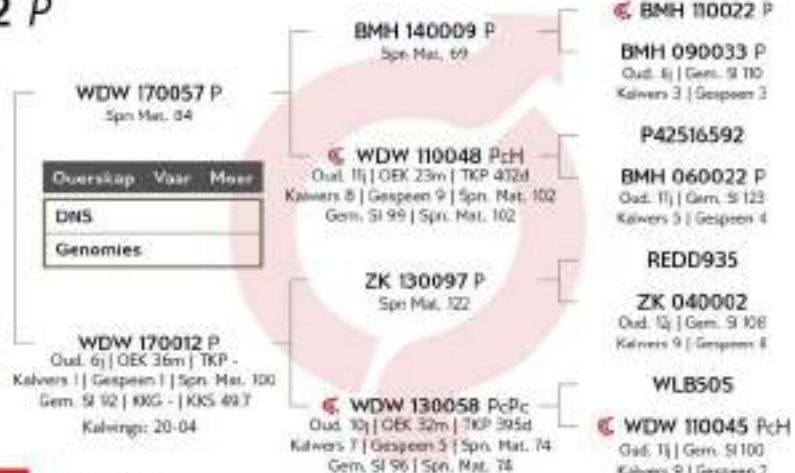 2 P
WDW 170057 P
Spn Mat. 84
Ouerskap Vaar Moer
DNS
Genomies
WDW 170012 P
Oud. 6j | OEK 36m | TKP -
Kalwers 1 | Gespeen 1 | Spn. Mat. 100
Gem. SI 92 | KKG - | KKS 49.7
Kalwings: 20-04
BMH 140009 P
Spn Mat. 69
WDW 110048 PcH
Oud. 11j | OEK 23m | TKP 402d
Kalwers 8 | Gespeen 9 | Spn. Mat. 102
Gem. SI 99 | Spn. Mat. 102
ZK 130097 P
Spn Mat. 122
WDW 130058 PcPc
Oud. 10j | OEK 32m | TKP 395d
Kalwers 7 | Gespeen 5 | Spn. Mat. 74
Gem. SI 96 | Spn. Mat. 78
BMH 110022 P
BMH 090033 P
Oud. 6j | Gem. SI 110
Kalwers 3 | Gespeen 3
P42516592
BMH 060022 P
Oud. 11j | Gem. SI 123
Kalwers 5 | Gespeen 4
REDD935
ZK 040002
Oud. 12j | Gem. SI 106
Kalwers 9 | Gespeen 8
WLB505
WDW 110045 PcH
Oud. 11j | Gem. SI 100
Kalwers 9 | Gespeen